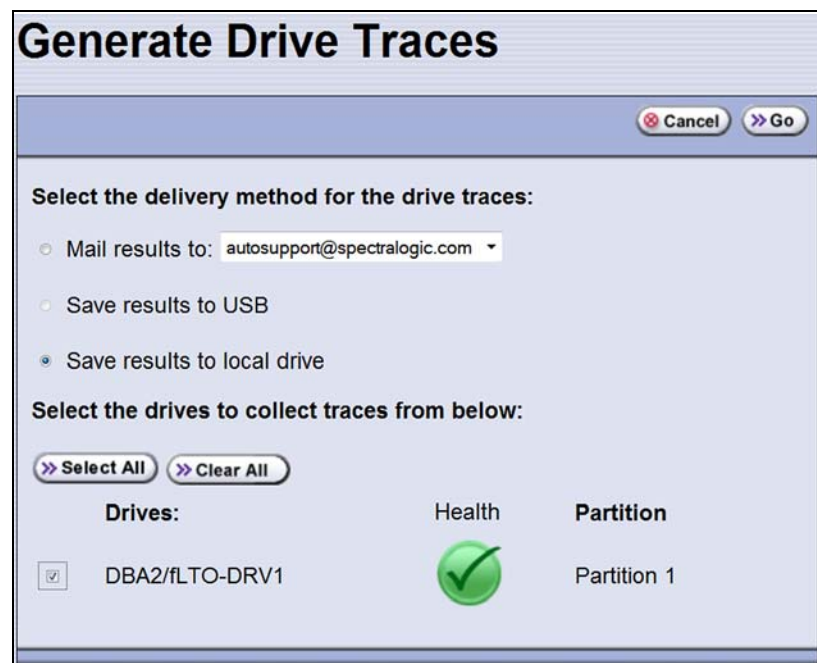 Generate Drive Traces
Cancel Go
Select the delivery method for the drive traces:
Mail results to: autosupport@spectralogic.com
Save results to USB
Save results to local drive
Select the drives to collect traces from below:
Select All Clear All
Drives: Health Partition
DBA2/fLTO-DRV1 Partition 1